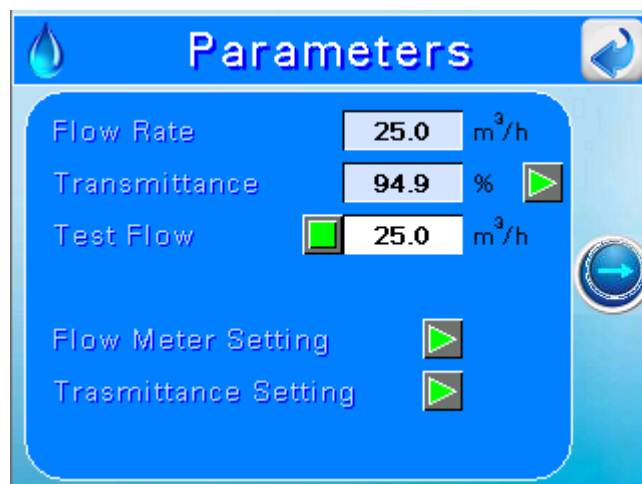 Parameters
Flow Rate 25.0 m³/h
Transmittance 94.9 %
Test Flow 25.0 m³/h
Flow Meter Setting
Trasmittance Setting